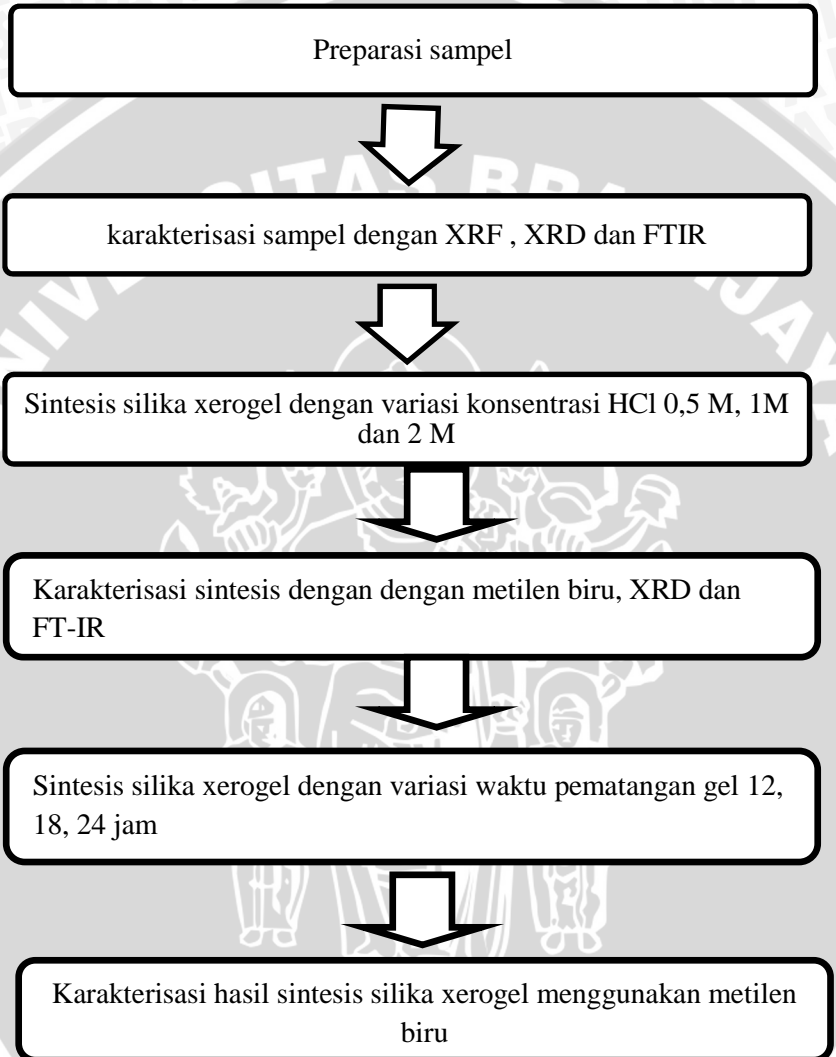 Preparasi sampel
karakterisasi sampel dengan XRF , XRD dan FTIR
Sintesis silika xerogel dengan variasi konsentrasi HCl 0,5 M, 1M
dan 2 M
Karakterisasi sintesis dengan dengan metilen biru, XRD dan
FT-IR
Sintesis silika xerogel dengan variasi waktu pematangan gel 12,
18, 24 jam
Karakterisasi hasil sintesis silika xerogel menggunakan metilen
biru